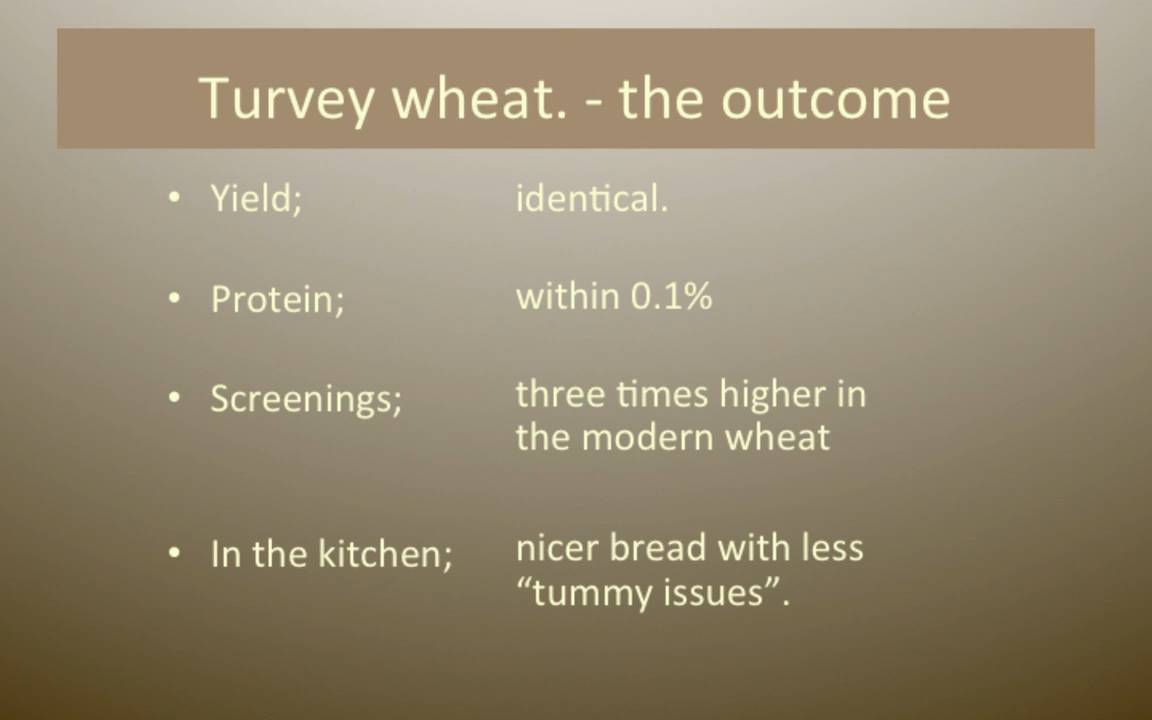 Turvey wheat. - the outcome
• Yield; identical.
• Protein; within 0.1%
• Screenings; three times higher in
the modern wheat
• In the kitchen; nicer bread with less
“tummy issues”.